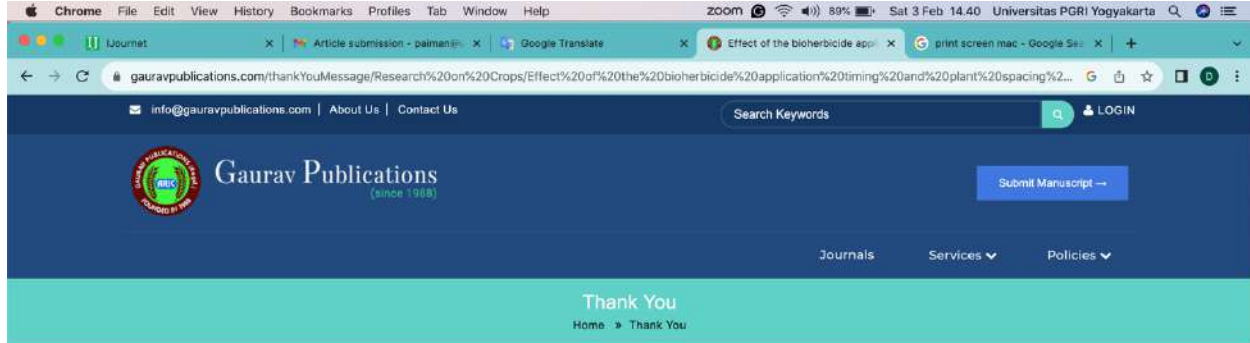 Chrome File Edit View History Bookmarks Profiles Tab Window Help zoom 89% Sat 3 Feb 14.40 Universitas PGRI Yogyakarta
IJournet × Article submission - paiman@ × Google Translate × Effect of the bioherbicide appl × print screen mac - Google Sea × +
gauravpublications.com/thankYouMessage/Research%20on%20Crops/Effect%20of%20the%20bioherbicide%20application%20timing%20and%20plant%20spacing%2...
info@gauravpublications.com | About Us | Contact Us Search Keywords LOGIN
Gaurav Publications
(since 1988)
Submit Manuscript →
Journals Services Policies
Thank You
Home » Thank You